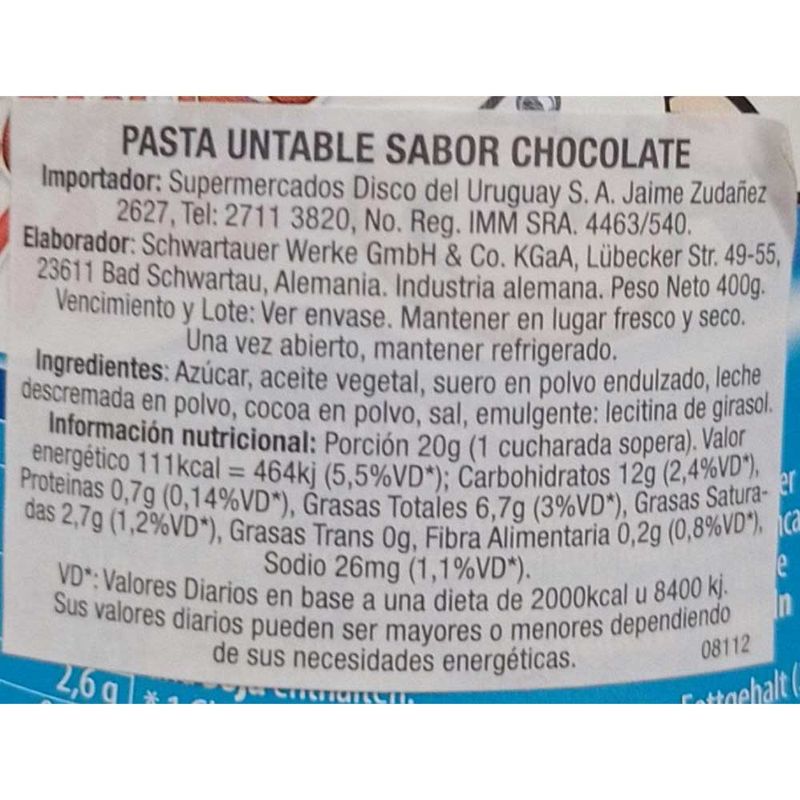 PASTA UNTABLE SABOR CHOCOLATE
Importador: Supermercados Disco del Uruguay S. A. Jaime Zudañez
2627, Tel: 2711 3820, No. Reg. IMM SRA. 4463/540.
Elaborador: Schwartauer Werke GmbH & Co. KGaA, Lübecker Str. 49-55,
23611 Bad Schwartau, Alemania. Industria alemana. Peso Neto 400g.
Vencimiento y Lote: Ver envase. Mantener en lugar fresco y seco.
Una vez abierto, mantener refrigerado.
Ingredientes: Azúcar, aceite vegetal, suero en polvo endulzado, leche
descremada en polvo, cocoa en polvo, sal, emulgente: lecitina de girasol.
Información nutricional: Porción 20g (1 cucharada sopera). Valor
energético 111kcal = 464kj (5,5%VD*); Carbohidratos 12g (2,4%VD*),
Proteinas 0,7g (0,14%VD*), Grasas Totales 6,7g (3%VD*), Grasas Satura-
das 2,7g (1,2%VD*), Grasas Trans 0g, Fibra Alimentaria 0,2g (0,8%VD*),
Sodio 26mg (1,1%VD*).
VD*: Valores Diarios en base a una dieta de 2000kcal u 8400 kj.
Sus valores diarios pueden ser mayores o menores dependiendo
de sus necesidades energéticas.
08112
2,6 g
Fettgehalt (